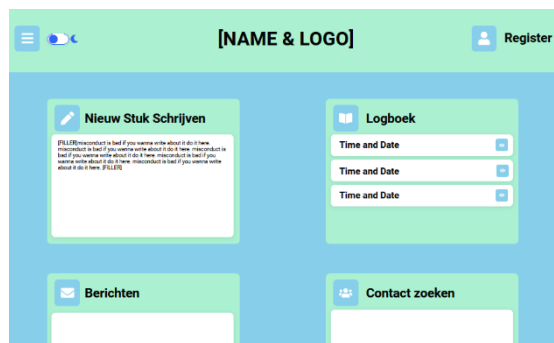 [NAME & LOGO]
Register
Nieuw Stuk Schrijven
[FILLER]misconduct is bad if you wanna write about it do it here.
misconduct is bad if you wanna write about it do it here. misconduct is
bad if you wanna write about it do it here. misconduct is bad if you
wanna write about it do it here. misconduct is bad if you wanna write
about it do it here. [FILLER]
Logboek
Time and Date
Time and Date
Time and Date
Berichten
Contact zoeken